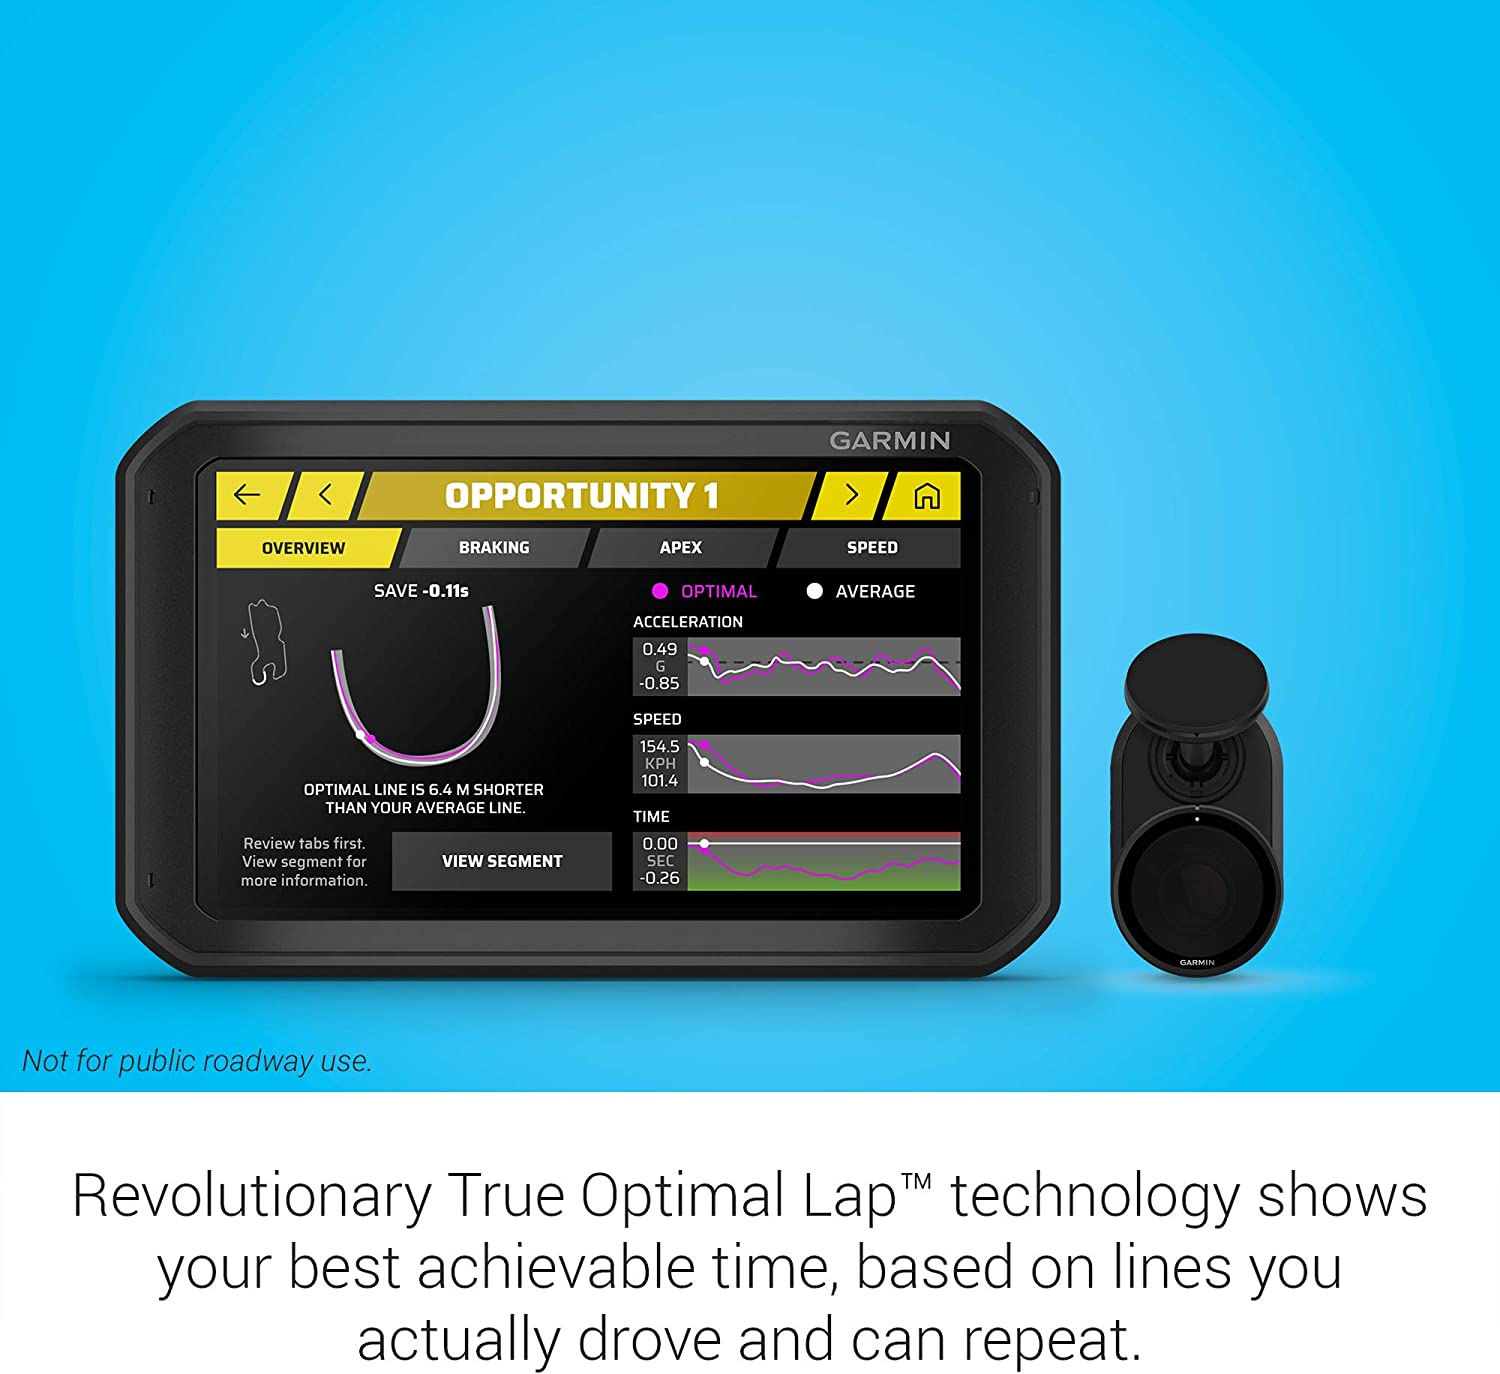 GARMIN
OPPORTUNITY 1
OVERVIEW BRAKING APEX SPEED
SAVE -0.11s
OPTIMAL AVERAGE
ACCELERATION
0.49
G
-0.85
SPEED
154.5
KPH
101.4
OPTIMAL LINE IS 6.4 M SHORTER
THAN YOUR AVERAGE LINE.
TIME
0.00
SEC
-0.26
Review tabs first.
View segment for
more information.
VIEW SEGMENT
GARMIN
Not for public roadway use.
Revolutionary True Optimal Lap™ technology shows
your best achievable time, based on lines you
actually drove and can repeat.